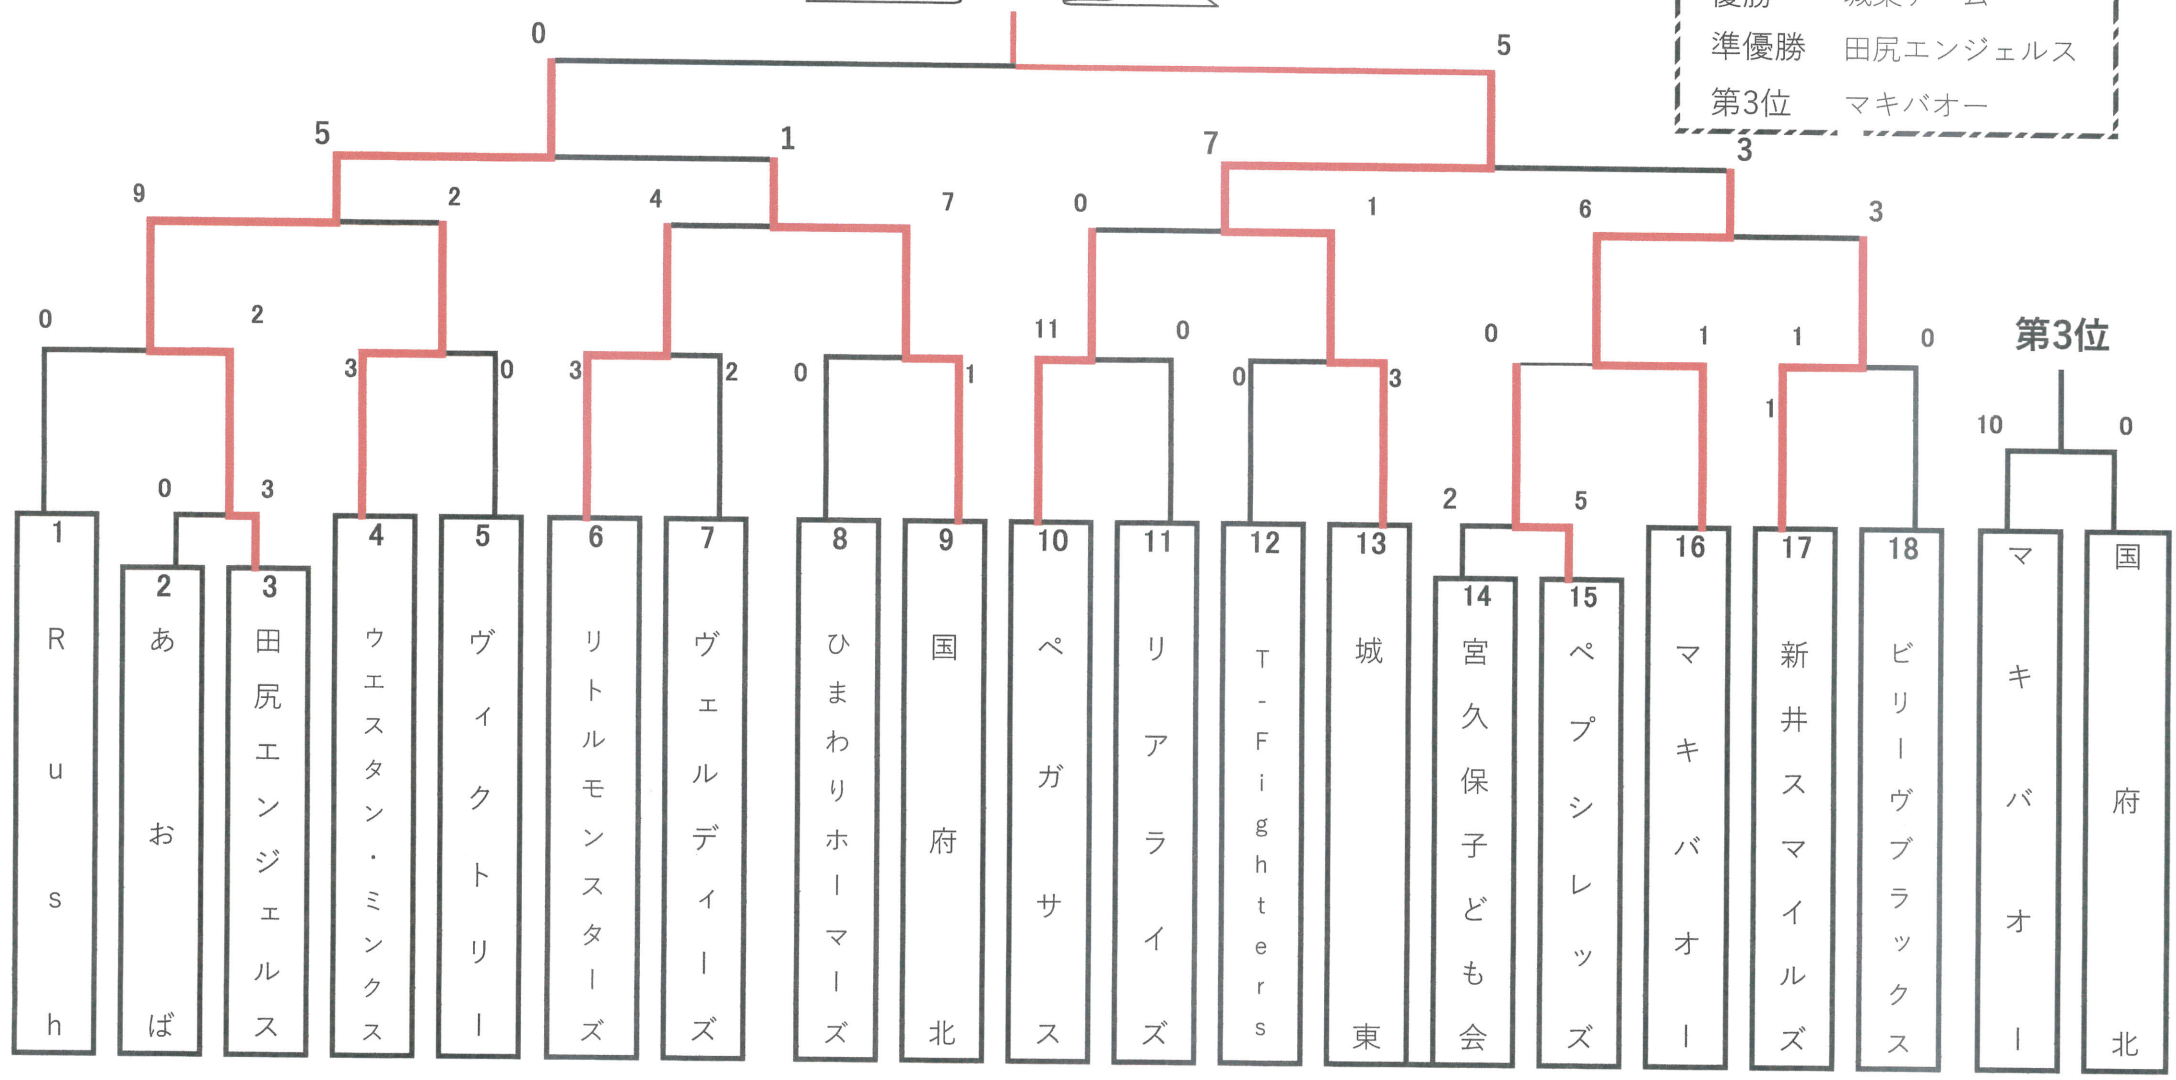 準優勝 田尻エンジェルス
第3位 マキバオー
0
5
5
1
7
3
9
2
4
7
0
1
6
3
0
2
3
0
3
2
0
1
11
0
0
3
0
1
1
1
0
第3位
10
0
0
3
2
5
1 Rush
2 あおば
3 田尻エンジェルス
4 ウエスタン・ミンクス
5 ヴィクトリー
6 リトルモンスターズ
7 ヴェルディーズ
8 ひまわりホーマーズ
9 国府北
10 ペガサス
11 リアライズ
12 T-Fighters
13 城東
14 宮久保子ども会
15 ペプシレッズ
16 マキバオー
17 新井スマイルズ
18 ビリーヴブラックス
マキバオー
国府北